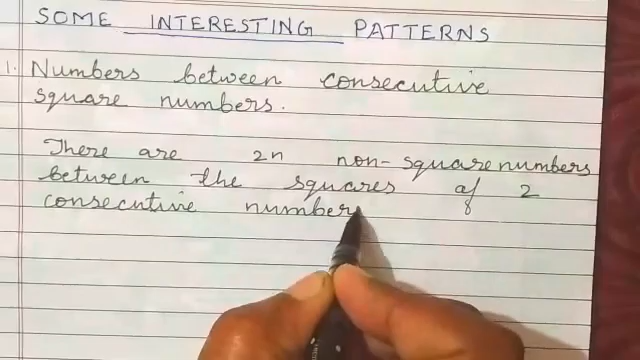 SOME INTERESTING PATTERNS
1. Numbers between consecutive
square numbers.
There are 2n non-square numbers
between the squares of 2
consecutive number